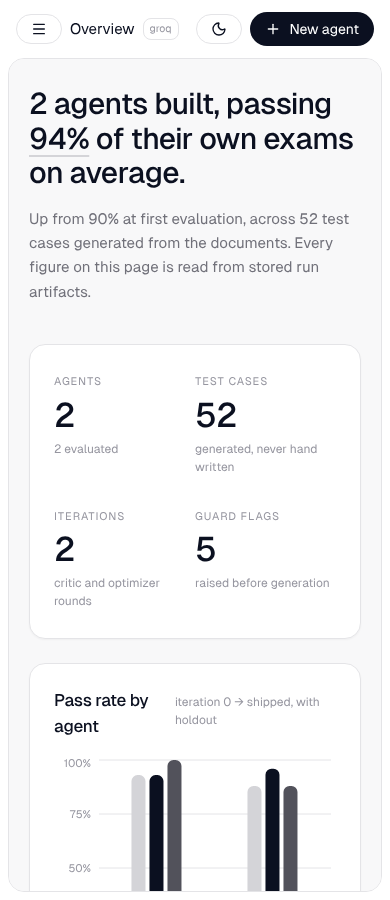 Overview
groq
New agent
2 agents built, passing
94% of their own exams
on average.
Up from 90% at first evaluation, across 52 test
cases generated from the documents. Every
figure on this page is read from stored run
artifacts.
AGENTS
2
2 evaluated
TEST CASES
52
generated, never hand
written
ITERATIONS
2
critic and optimizer
rounds
GUARD FLAGS
5
raised before generation
Pass rate by
agent
iteration 0 → shipped, with
holdout
100%
75%
50%